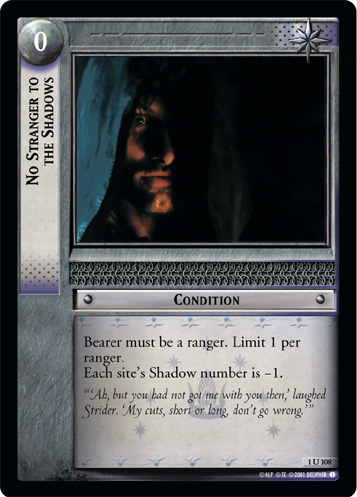 0
NO STRANGER TO
THE SHADOWS
CONDITION
Bearer must be a ranger. Limit 1 per
ranger.
Each site's Shadow number is -1.
"'Ah, but you had not got me with you then,' laughed
Strider. 'My cuts, short or long, don't go wrong.'"
1 U 108
©NLP ©TE ©2001 DECIPHER